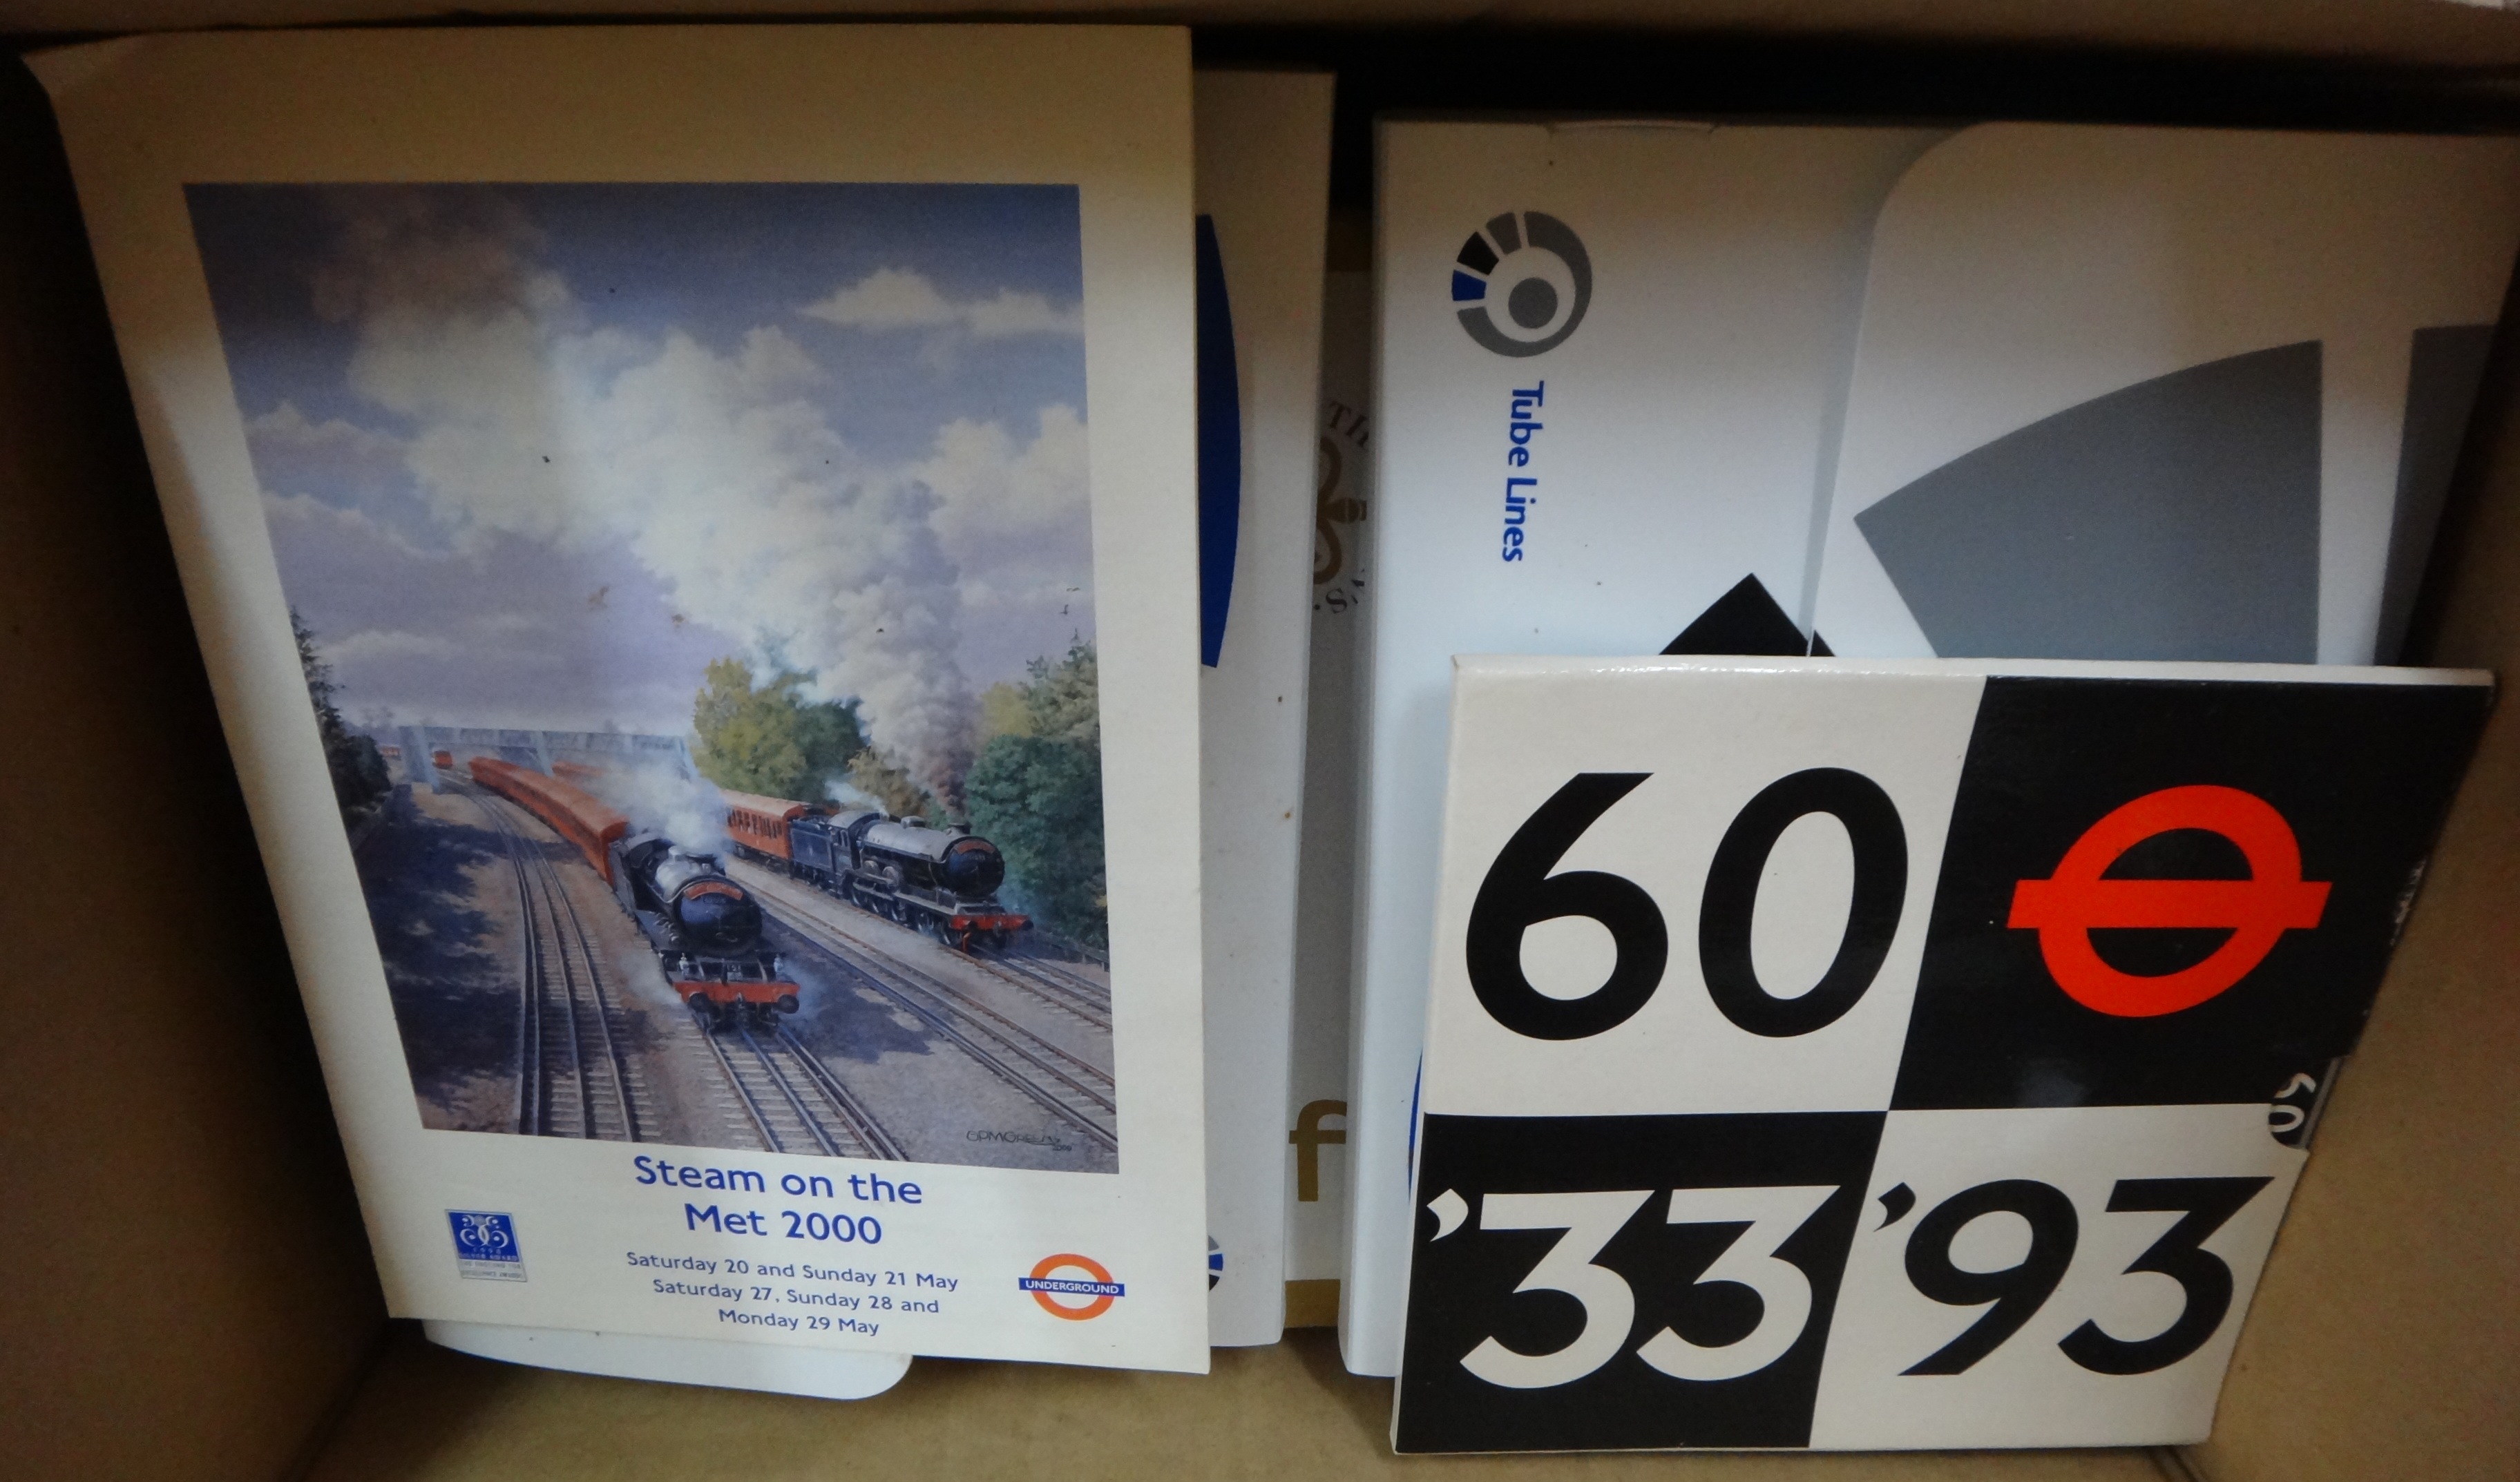 Steam on the
Met 2000
Saturday 20 and Sunday 21 May
Saturday 27, Sunday 28 and
Monday 29 May
UNDERGROUND
Tube Lines
60
'33 '93
f